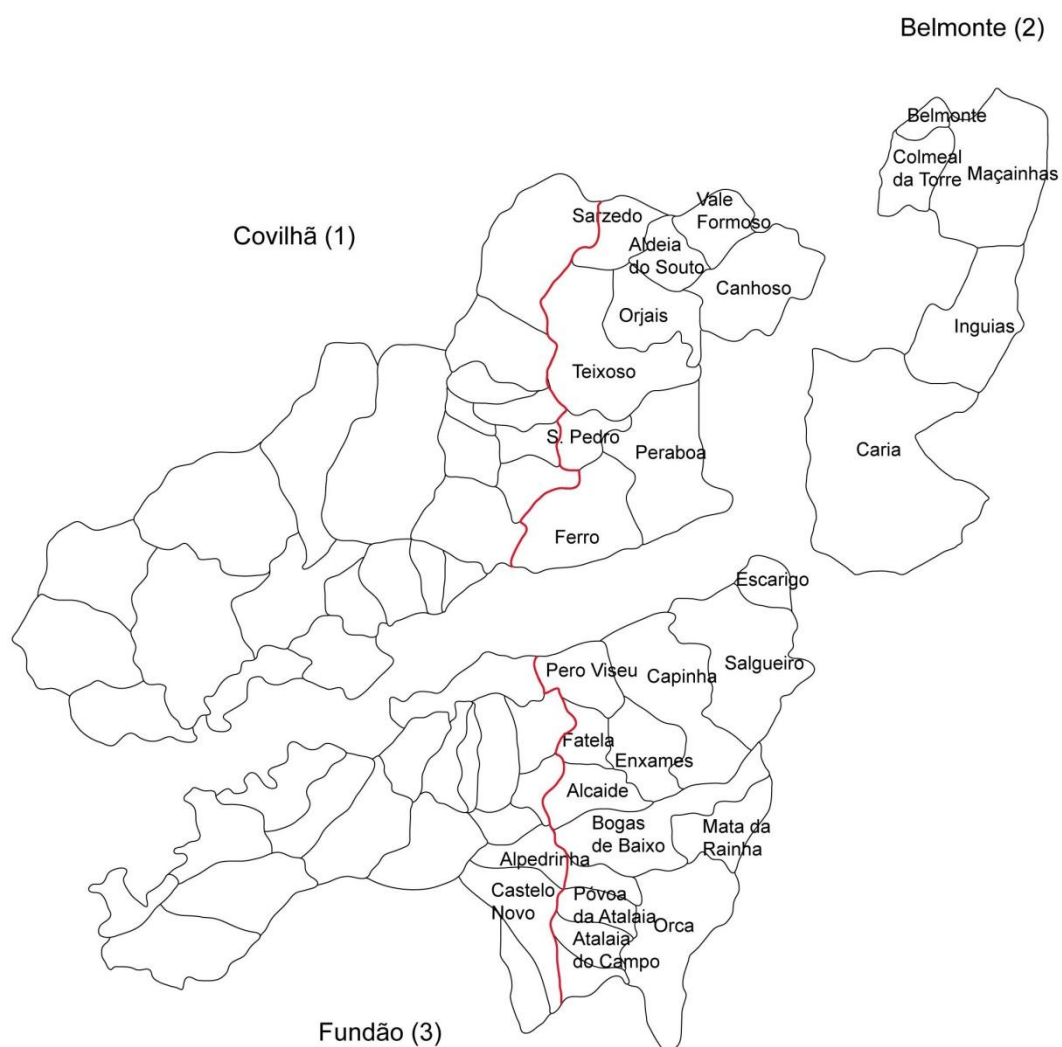 Belmonte (2)
Belmonte
Colmeal
da Torre
Maçainhas
Covilhã (1)
Sarzedo
Vale
Formoso
Aldeia
do Souto
Canhoso
Orjais
Inguias
Teixoso
S. Pedro
Peraboa
Caria
Ferro
Escarigo
Pero Viseu
Capinha
Salgueiro
Fatela
Enxames
Alcaide
Bogas
de Baixo
Mata da
Rainha
Alpedrinha
Castelo
Novo
Póvoa
da Atalaia
Atalaia
do Campo
Orca
Fundão (3)